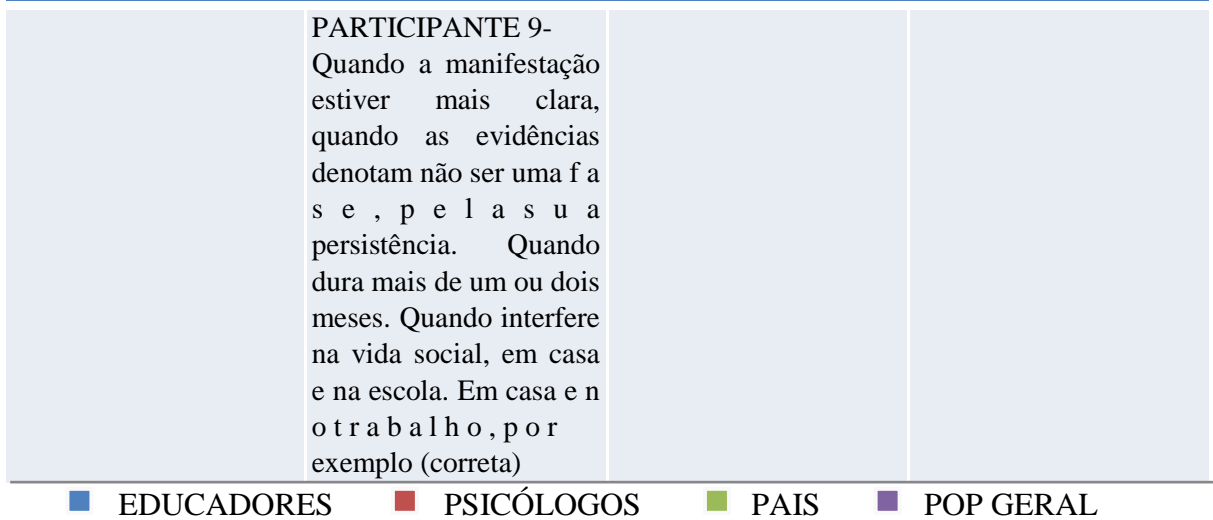 PARTICIPANTE 9-
Quando a manifestação
estiver mais clara,
quando as evidências
denotam não ser uma f a
s e , p e l a s u a
persistência. Quando
dura mais de um ou dois
meses. Quando interfere
na vida social, em casa
e na escola. Em casa e n
o t r a b a l h o , p o r
exemplo (correta)
EDUCADORES PSICÓLOGOS PAIS POP GERAL